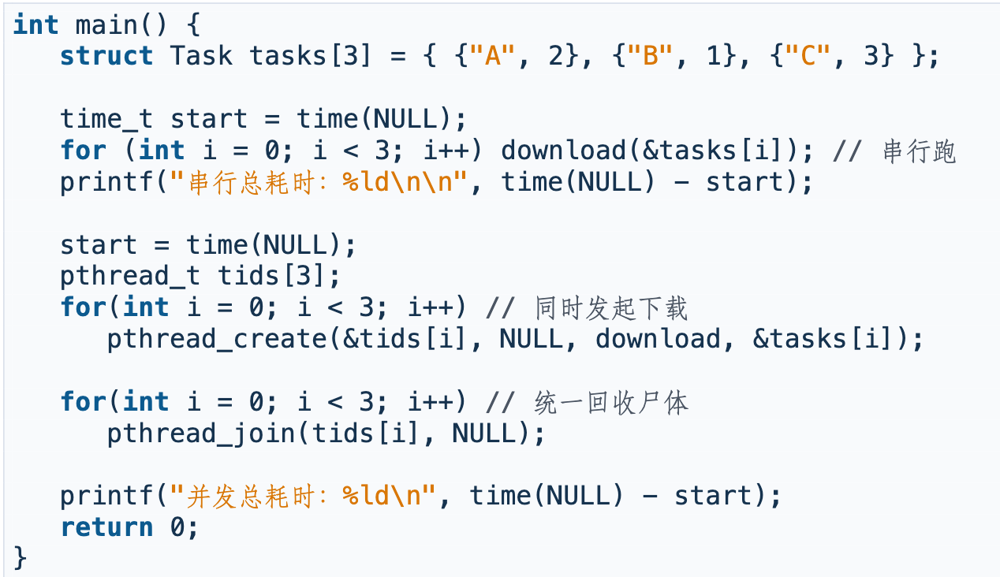 int main() {
struct Task tasks[3] = { {"A", 2}, {"B", 1}, {"C", 3} };
time_t start = time(NULL);
for (int i = 0; i < 3; i++) download(&tasks[i]); // 串行跑
printf("串行总耗时: %ld\n\n", time(NULL) - start);
start = time(NULL);
pthread_t tids[3];
for(int i = 0; i < 3; i++) // 同时发起下载
pthread_create(&tids[i], NULL, download, &tasks[i]);
for(int i = 0; i < 3; i++) // 统一回收尸体
pthread_join(tids[i], NULL);
printf("并发总耗时: %ld\n", time(NULL) - start);
return 0;
}